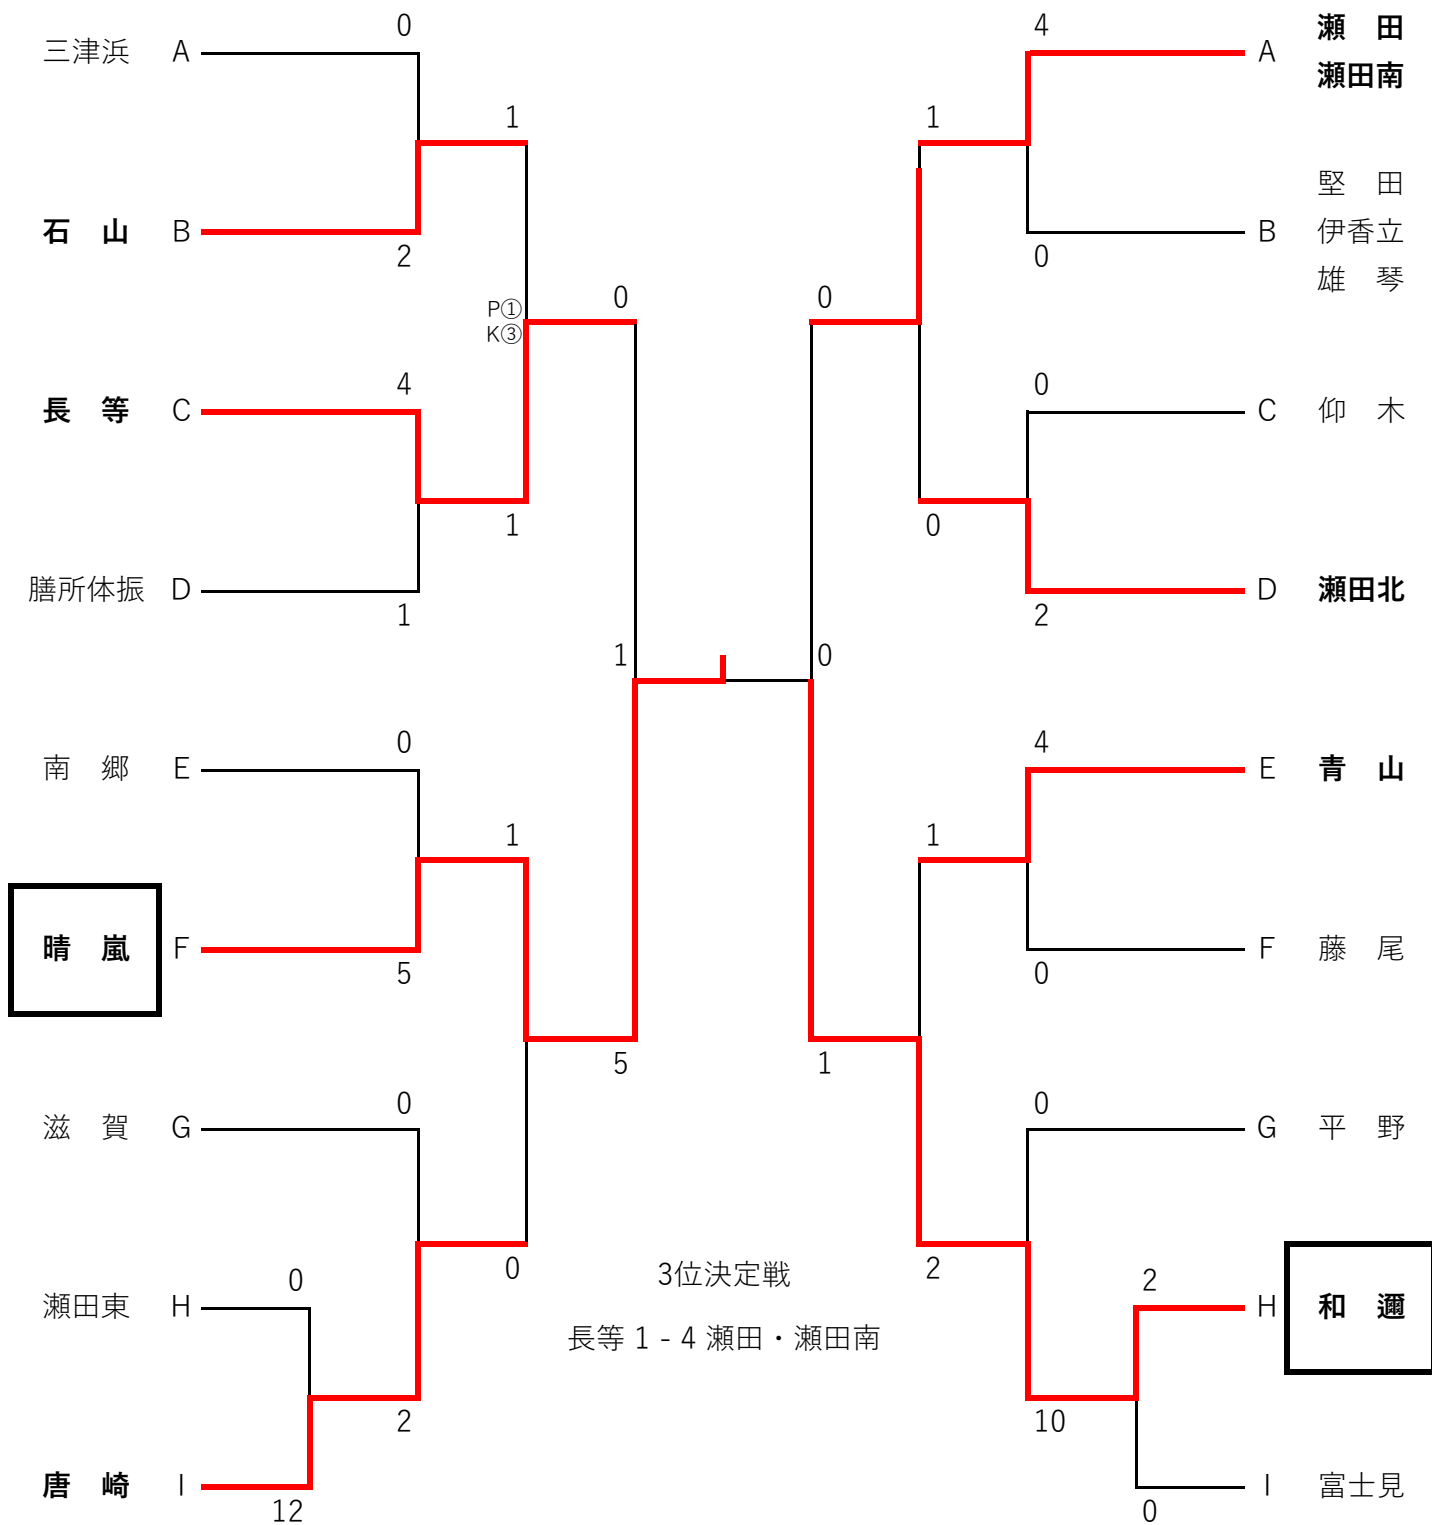 三津浜 A
0
石 山 B
2
1
P①
K③
長 等 C
4
膳所体振 D
1
1
0
南 郷 E
0
晴 嵐 F
5
1
滋 賀 G
0
瀬田東 H
0
唐 崎 I
12
2
0
5
1
4
A 瀬 田
瀬田南
1
堅 田
B 伊香立
雄 琴
0
0
0
C 仰 木
0
D 瀬田北
2
0
4
E 青 山
1
F 藤 尾
0
1
0
G 平 野
2
2
H 和 邇
10
I 富士見
0
3位決定戦
長等 1 - 4 瀬田・瀬田南